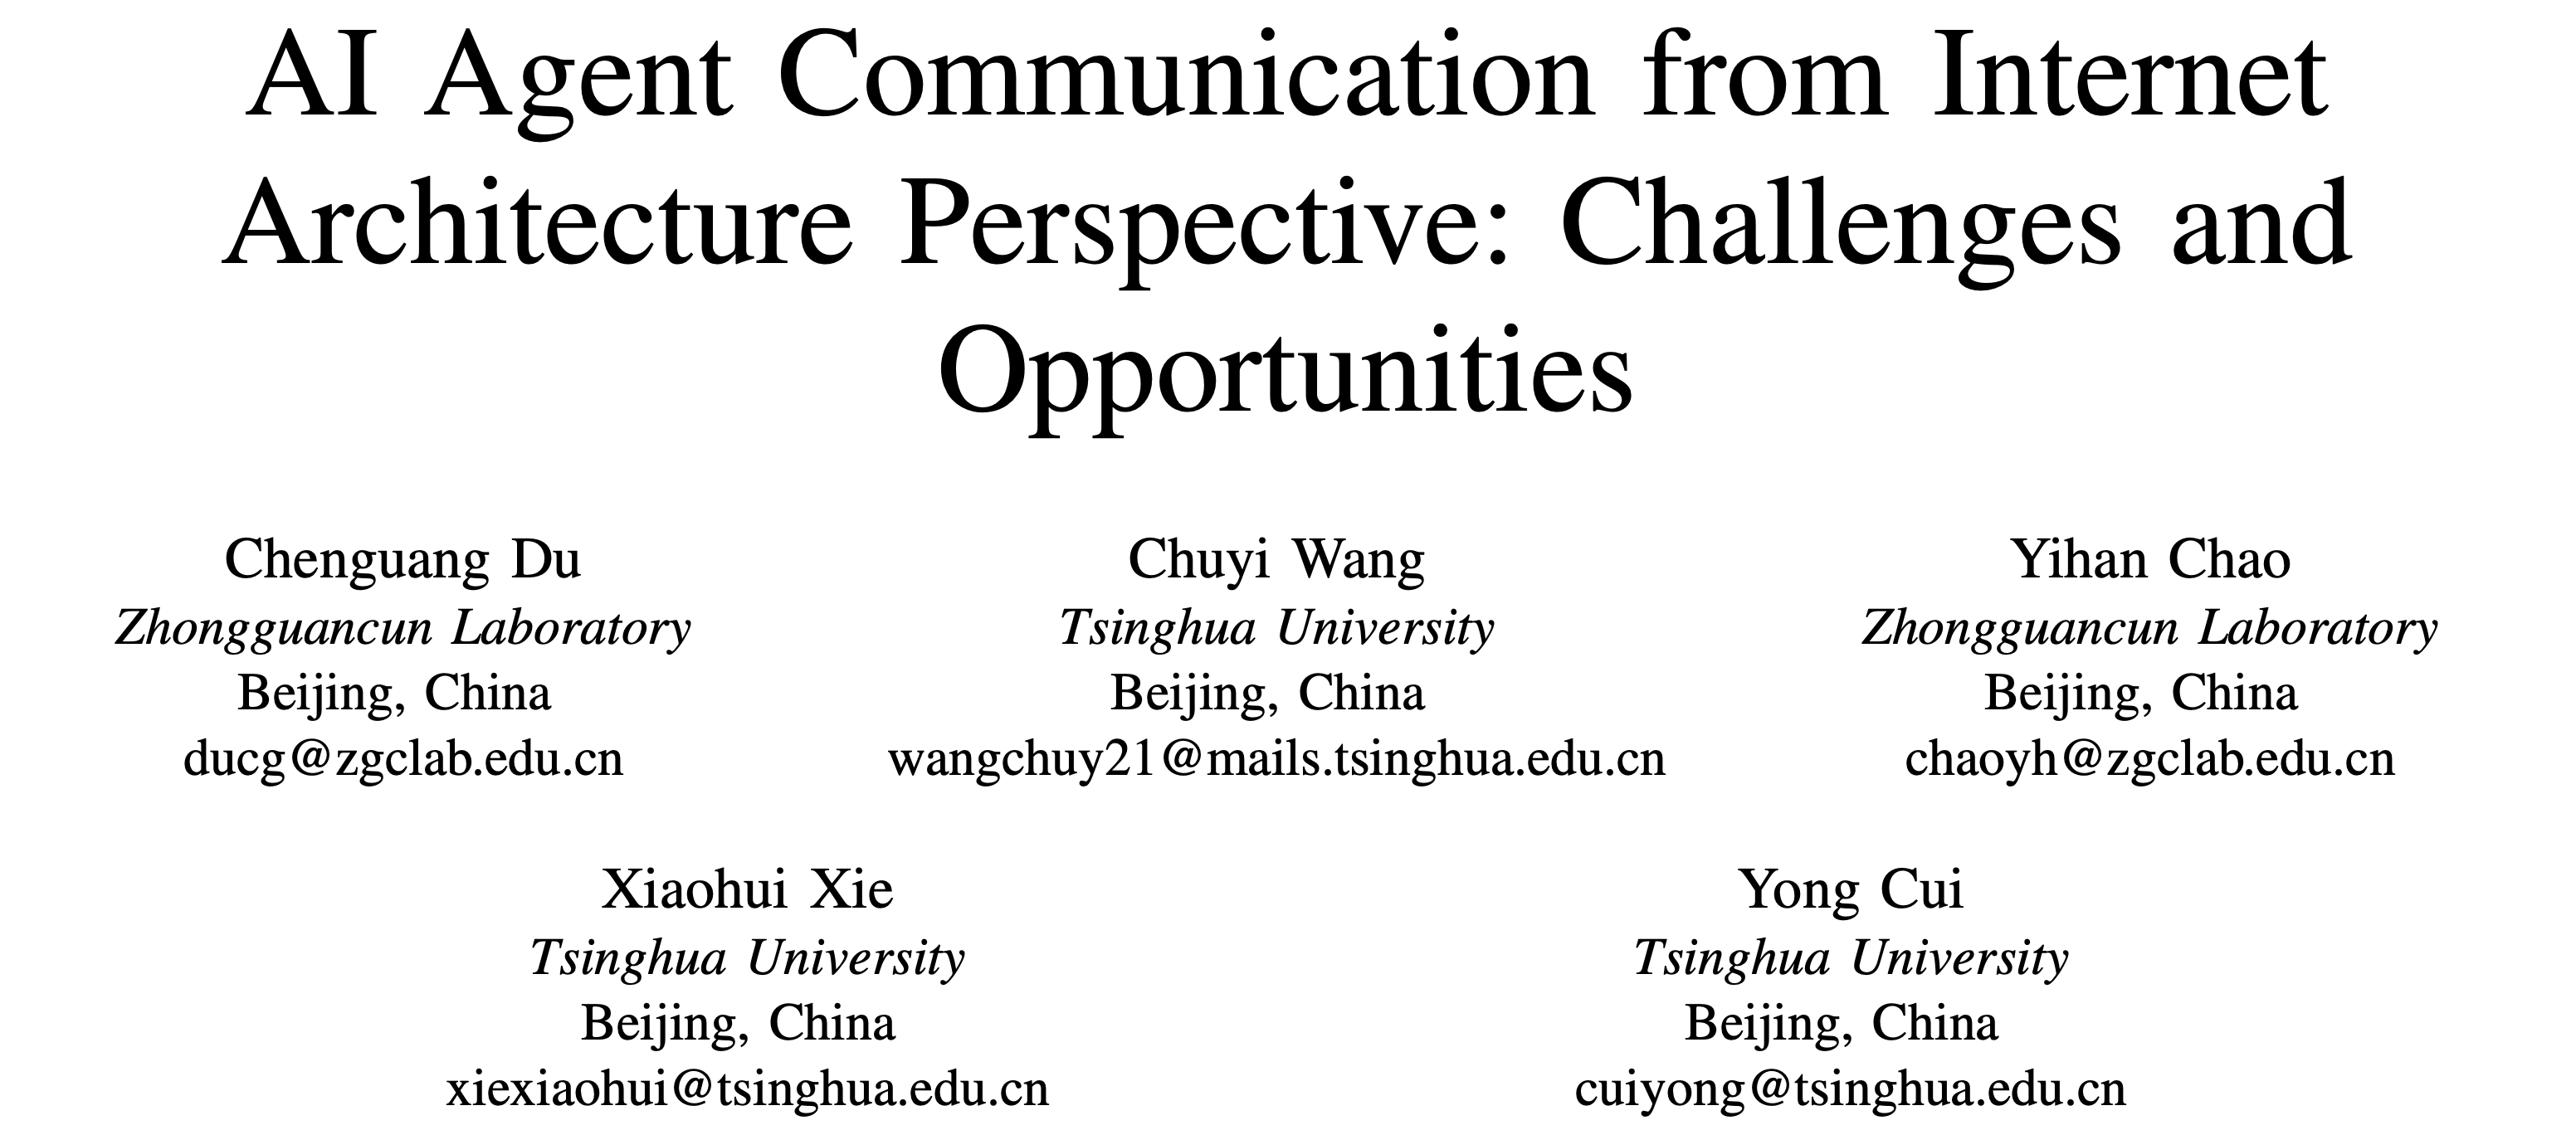 AI Agent Communication from Internet
Architecture Perspective: Challenges and
Opportunities
Chenguang Du
Zhongguancun Laboratory
Beijing, China
ducg@zgclab.edu.cn
Chuyi Wang
Tsinghua University
Beijing, China
wangchuy21@mails.tsinghua.edu.cn
Yihan Chao
Zhongguancun Laboratory
Beijing, China
chaoyh@zgclab.edu.cn
Xiaohui Xie
Tsinghua University
Beijing, China
xiexiaohui@tsinghua.edu.cn
Yong Cui
Tsinghua University
Beijing, China
cuiyong@tsinghua.edu.cn